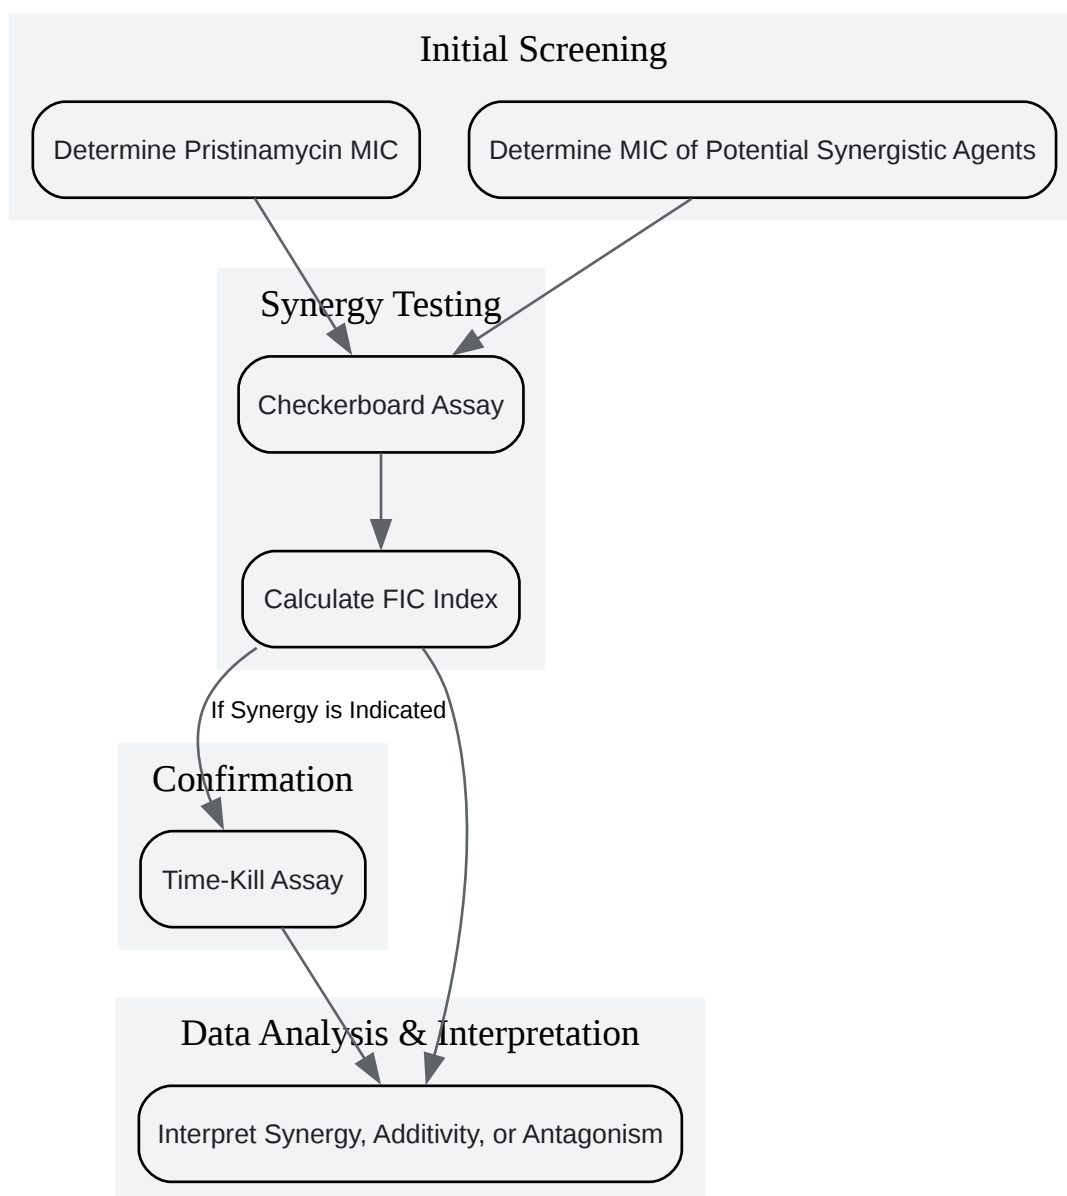 Initial Screening
Determine Pristinamycin MIC
Determine MIC of Potential Synergistic Agents
Synergy Testing
Checkerboard Assay
Calculate FIC Index
If Synergy is Indicated
Confirmation
Time-Kill Assay
Data Analysis & Interpretation
Interpret Synergy, Additivity, or Antagonism